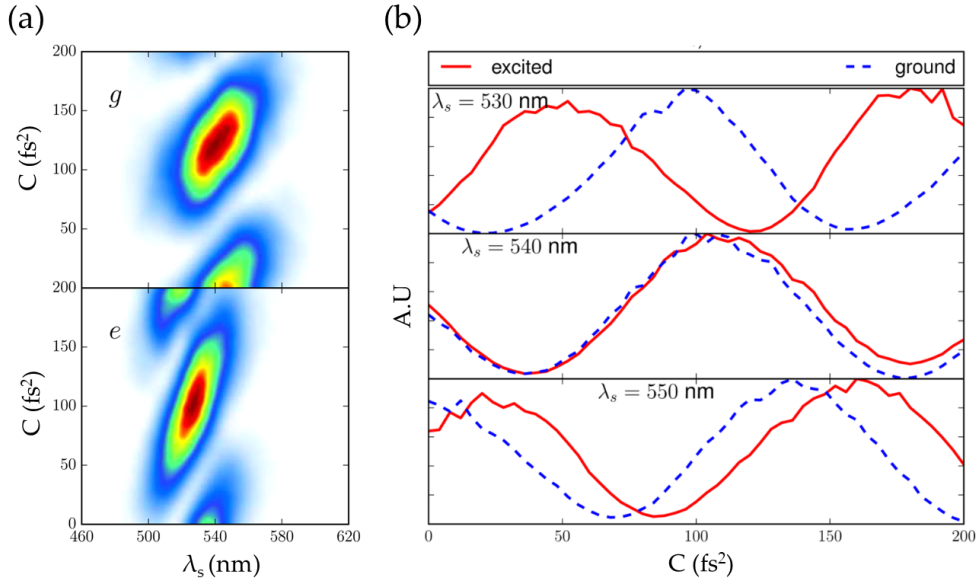 (a)
(b)
g
200
150
100
50
200
C (fs²)
e
150
100
50
0
C (fs²)
460
520
540
580
620
λₛ (nm)
excited
ground
λₛ = 530 nm
λₛ = 540 nm
λₛ = 550 nm
A.U
0
50
100
150
200
C (fs²)